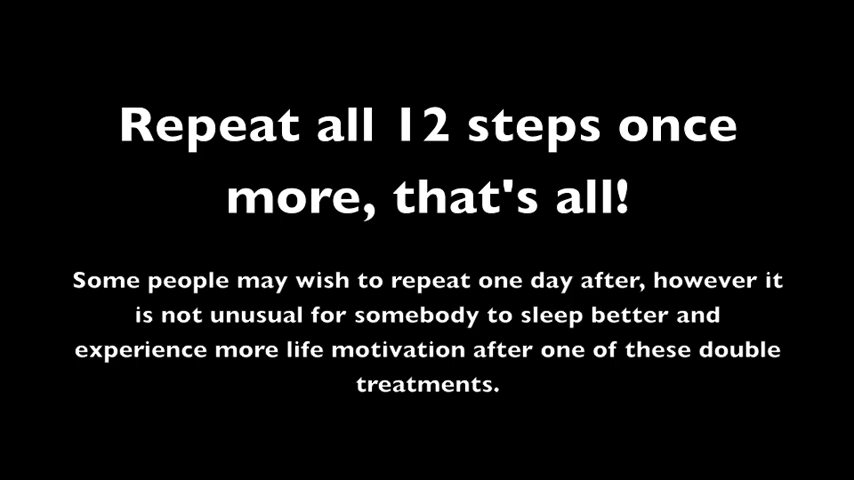 Repeat all 12 steps once
more, that's all!
Some people may wish to repeat one day after, however it
is not unusual for somebody to sleep better and
experience more life motivation after one of these double
treatments.